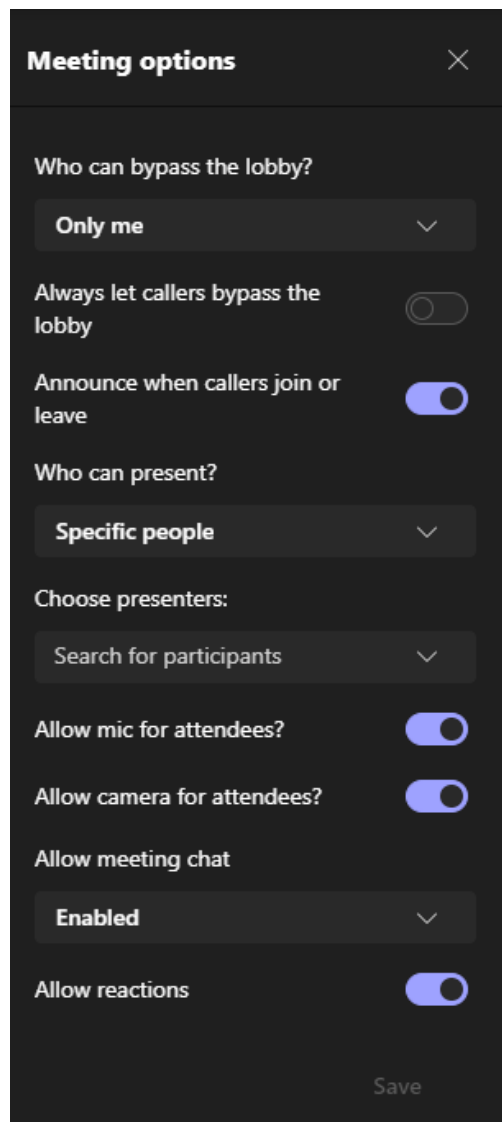 Meeting options
Who can bypass the lobby?
Only me
Always let callers bypass the
lobby
Announce when callers join or
leave
Who can present?
Specific people
Choose presenters:
Search for participants
Allow mic for attendees?
Allow camera for attendees?
Allow meeting chat
Enabled
Allow reactions
Save